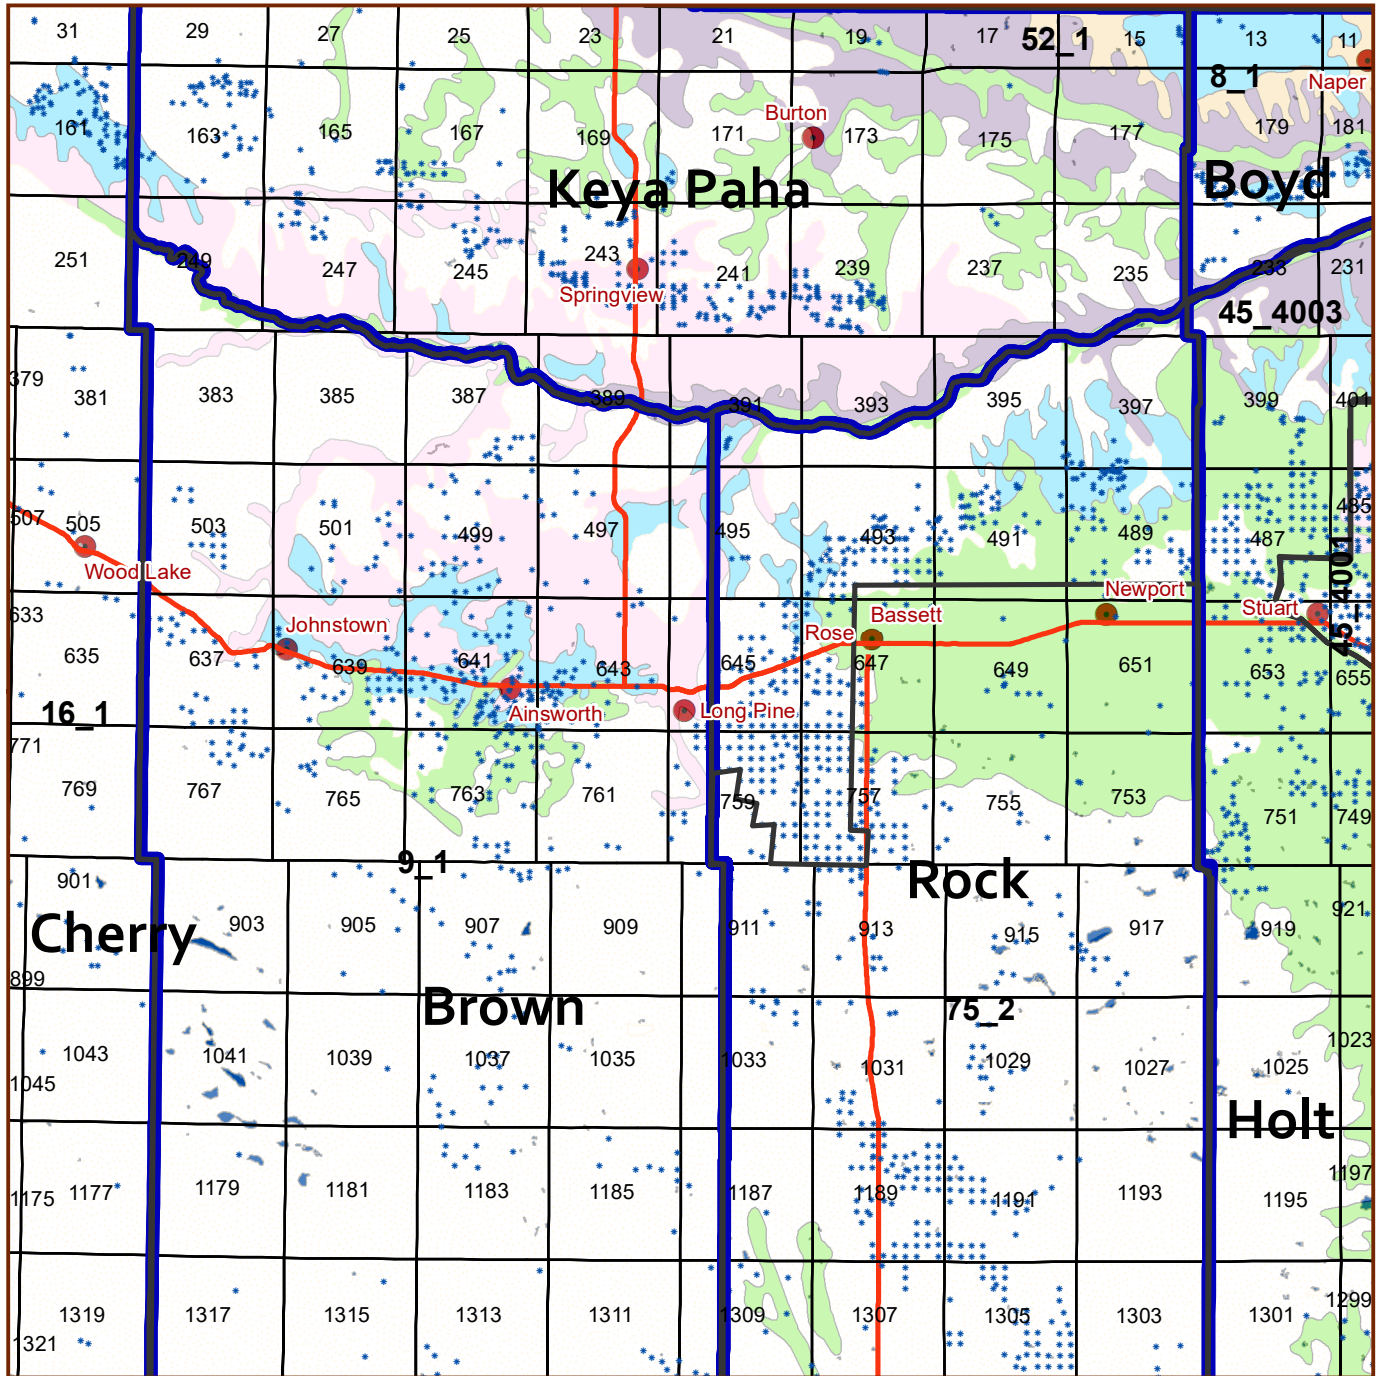 31 29 27 25 23 21 19 17 52_1 15 13 11
8_1 Naper
161 163 165 167 169 171 Burton 173 175 177 179 181
Keya Paha Boyd
251 249 247 245 243 241 239 237 235 233 231
Springview 45_4003
379 381 383 385 387 389 391 393 395 397 399 401
507 505 503 501 499 497 495 493 491 489 487 485
Wood Lake 45_4001
633 Johnstown Rose Bassett Newport Stuart
635 637 639 641 643 645 647 649 651 653 655
16_1 Ainsworth Long Pine
771 769 767 765 763 761 759 757 755 753 751 749
9_1 Rock
901 903 905 907 909 911 913 915 917 919 921
Cherry
899 Brown 75_2
1043 1041 1039 1037 1035 1033 1031 1029 1027 1025 1023
1045
Holt
1175 1177 1179 1181 1183 1185 1187 1189 1191 1193 1195 1197
1319 1317 1315 1313 1311 1309 1307 1305 1303 1301 1299
1321